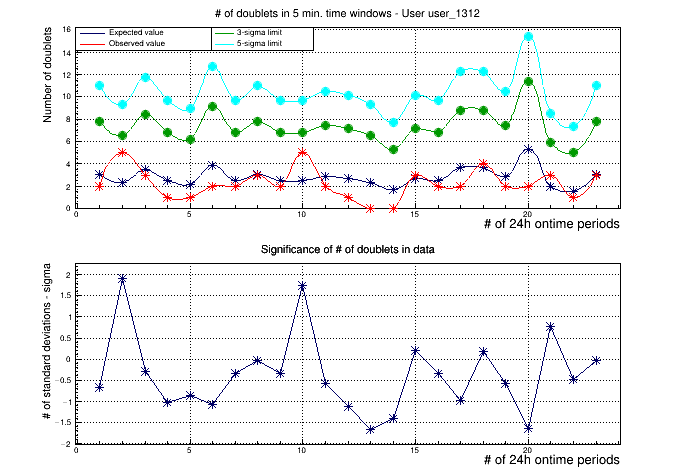 # of doublets in 5 min. time windows - User user_1312
Number of doublets
Expected value
3-sigma limit
Observed value
5-sigma limit
16
14
12
10
8
6
4
2
0
0 5 10 15 20
# of 24h ontime periods
Significance of # of doublets in data
# of standard deviations - sigma
2
1.5
1
0.5
0
−0.5
−1
−1.5
−2
0 5 10 15 20
# of 24h ontime periods